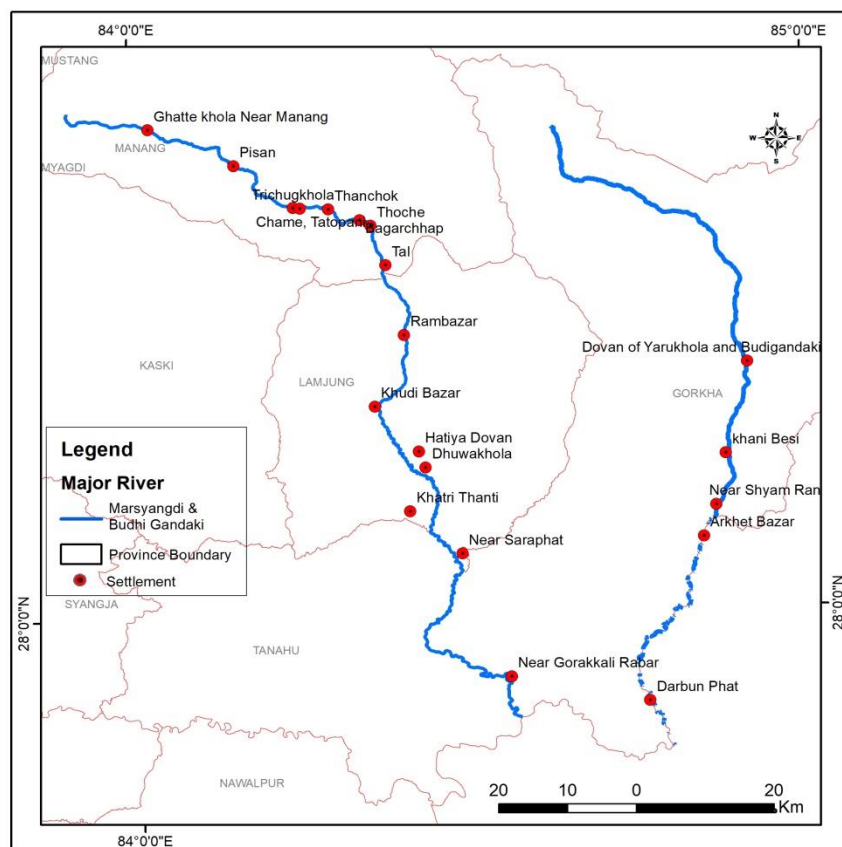 84°0'0"E
85°0'0"E
MUSTANG
Ghatte khola Near Manang
MANANG
N
W
E
S
Pisan
MYAGDI
Trichugkhola
Thanchok
Chame, Tatopani
Thoche
Bagarchhap
Tal
Rambazar
Dovan of Yarukhola and Budigandaki
KASKI
LAMJUNG
GORKHA
Khudi Bazar
Legend
Major River
Marsyangdi &
Budhi Gandaki
Province Boundary
Settlement
Hatiya Dovan
Dhuwakhola
khani Besi
Khatri Thanti
Near Shyam Ran
Arkhet Bazar
Near Saraphat
SYANGJA
28°0'0"N
28°0'0"N
TANAHU
Near Gorakkali Rabar
Darbun Phat
NAWALPUR
20
10
0
20
Km
84°0'0"E